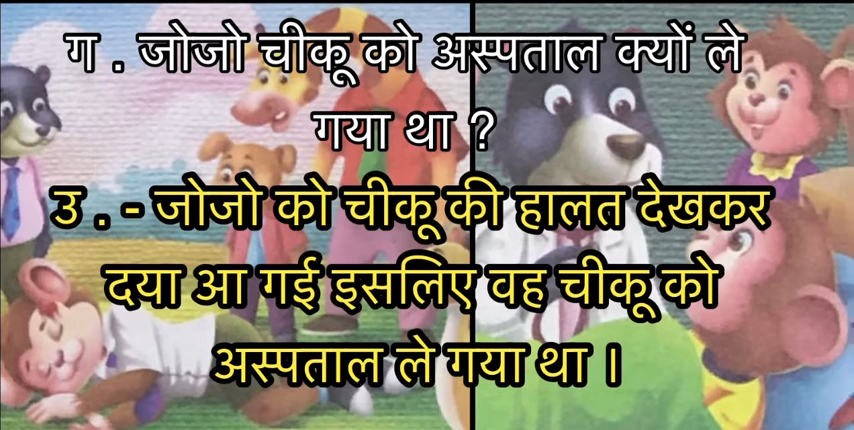 ग . जोजो चीकू को अस्पताल क्यों ले
गया था ?
उ . - जोजो को चीकू की हालत देखकर
दया आ गई इसलिए वह चीकू को
अस्पताल ले गया था ।